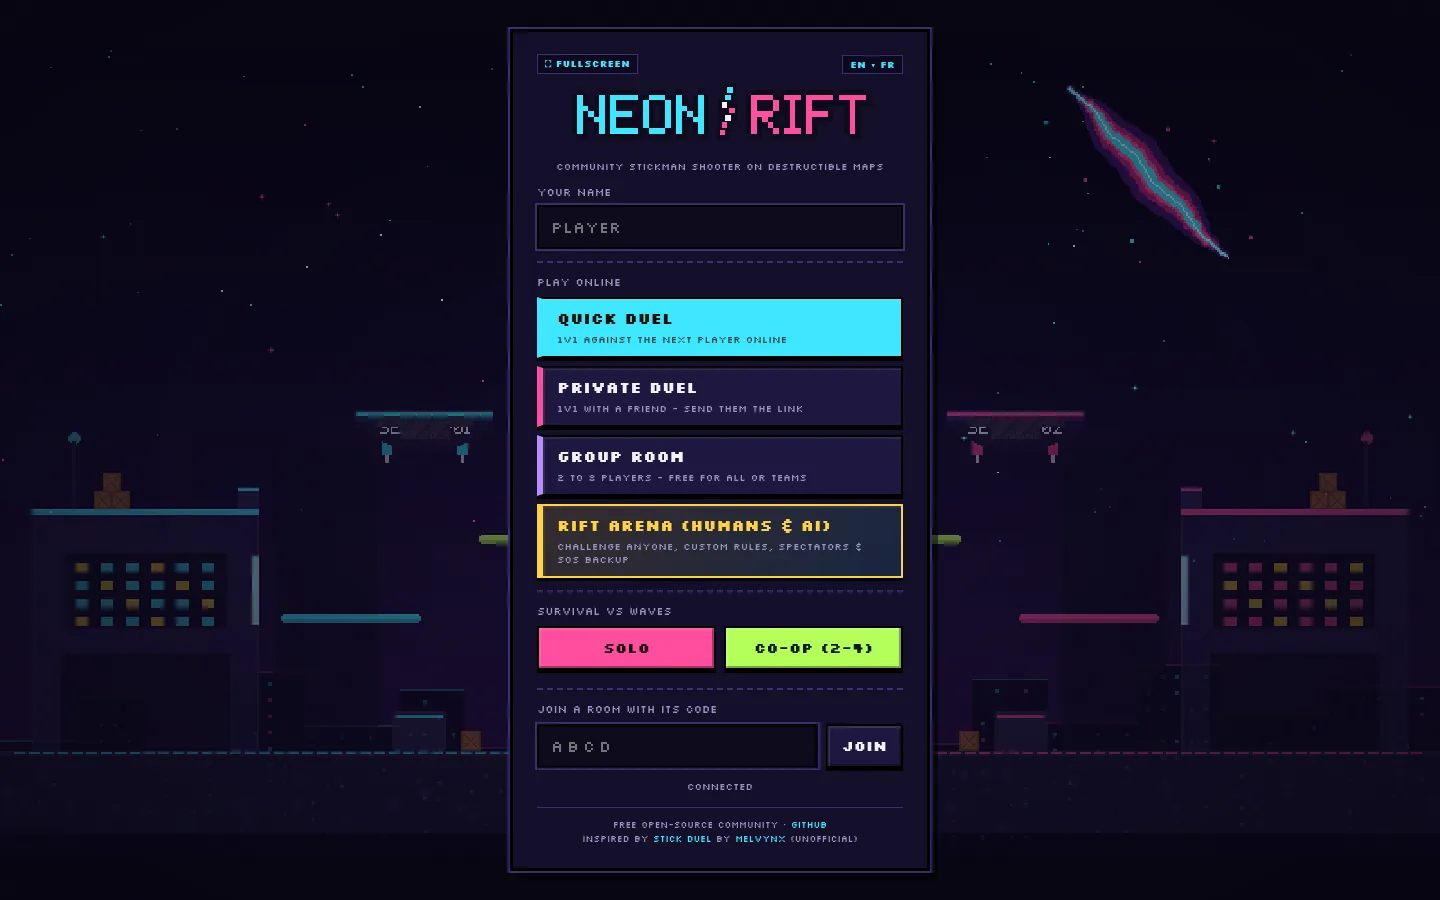 FULLSCREEN
EN • FR
NEON RIFT
COMMUNITY STICKMAN SHOOTER ON DESTRUCTIBLE MAPS
YOUR NAME
PLAYER
PLAY ONLINE
QUICK DUEL
1V1 AGAINST THE NEXT PLAYER ONLINE
PRIVATE DUEL
1V1 WITH A FRIEND - SEND THEM THE LINK
GROUP ROOM
2 TO 8 PLAYERS - FREE FOR ALL OR TEAMS
RIFT ARENA (HUMANS & AI)
CHALLENGE ANYONE, CUSTOM RULES, SPECTATORS &
SOS BACKUP
SURVIVAL VS WAVES
SOLO
CO-OP (2-4)
JOIN A ROOM WITH ITS CODE
ABCD
JOIN
CONNECTED
FREE OPEN-SOURCE COMMUNITY · GITHUB
INSPIRED BY STICK DUEL BY MELVYNX (UNOFFICIAL)